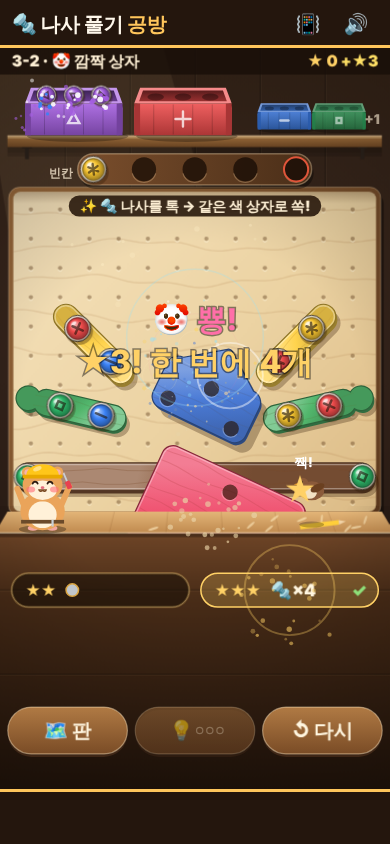 나사 풀기 공방
3-2 · 깜짝 상자
★ 0 +★3
+1
빈칸
나사를 톡 → 같은 색 상자로 쏙!
뿅!
★3! 한 번에 4개
짹!
★★
★★★ ×4 ✓
판
○○○
다시